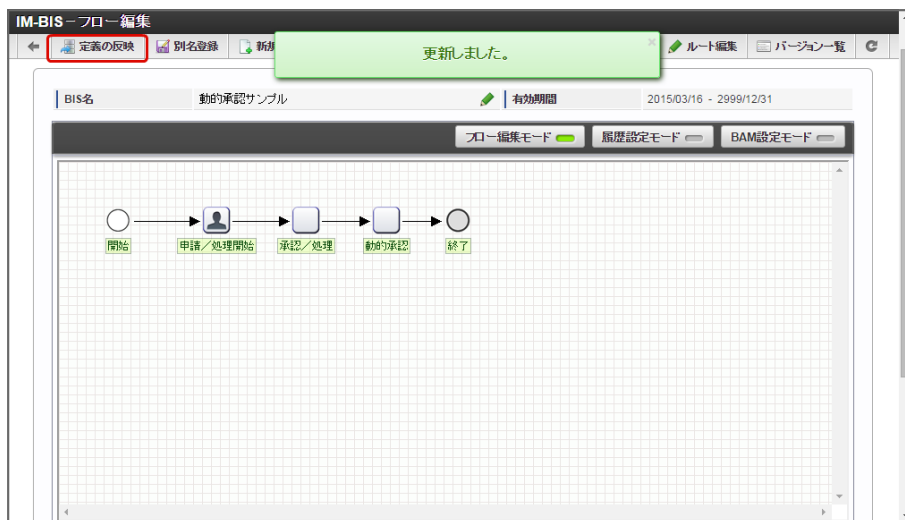 IM-BIS－フロー編集
定義の反映 別名登録 新規 ルート編集 バージョン一覧
更新しました。
BIS名 動的承認サンプル 有効期間 2015/03/16 - 2999/12/31
フロー編集モード 履歴設定モード BAM設定モード
開始 申請／処理開始 承認／処理 動的承認 終了